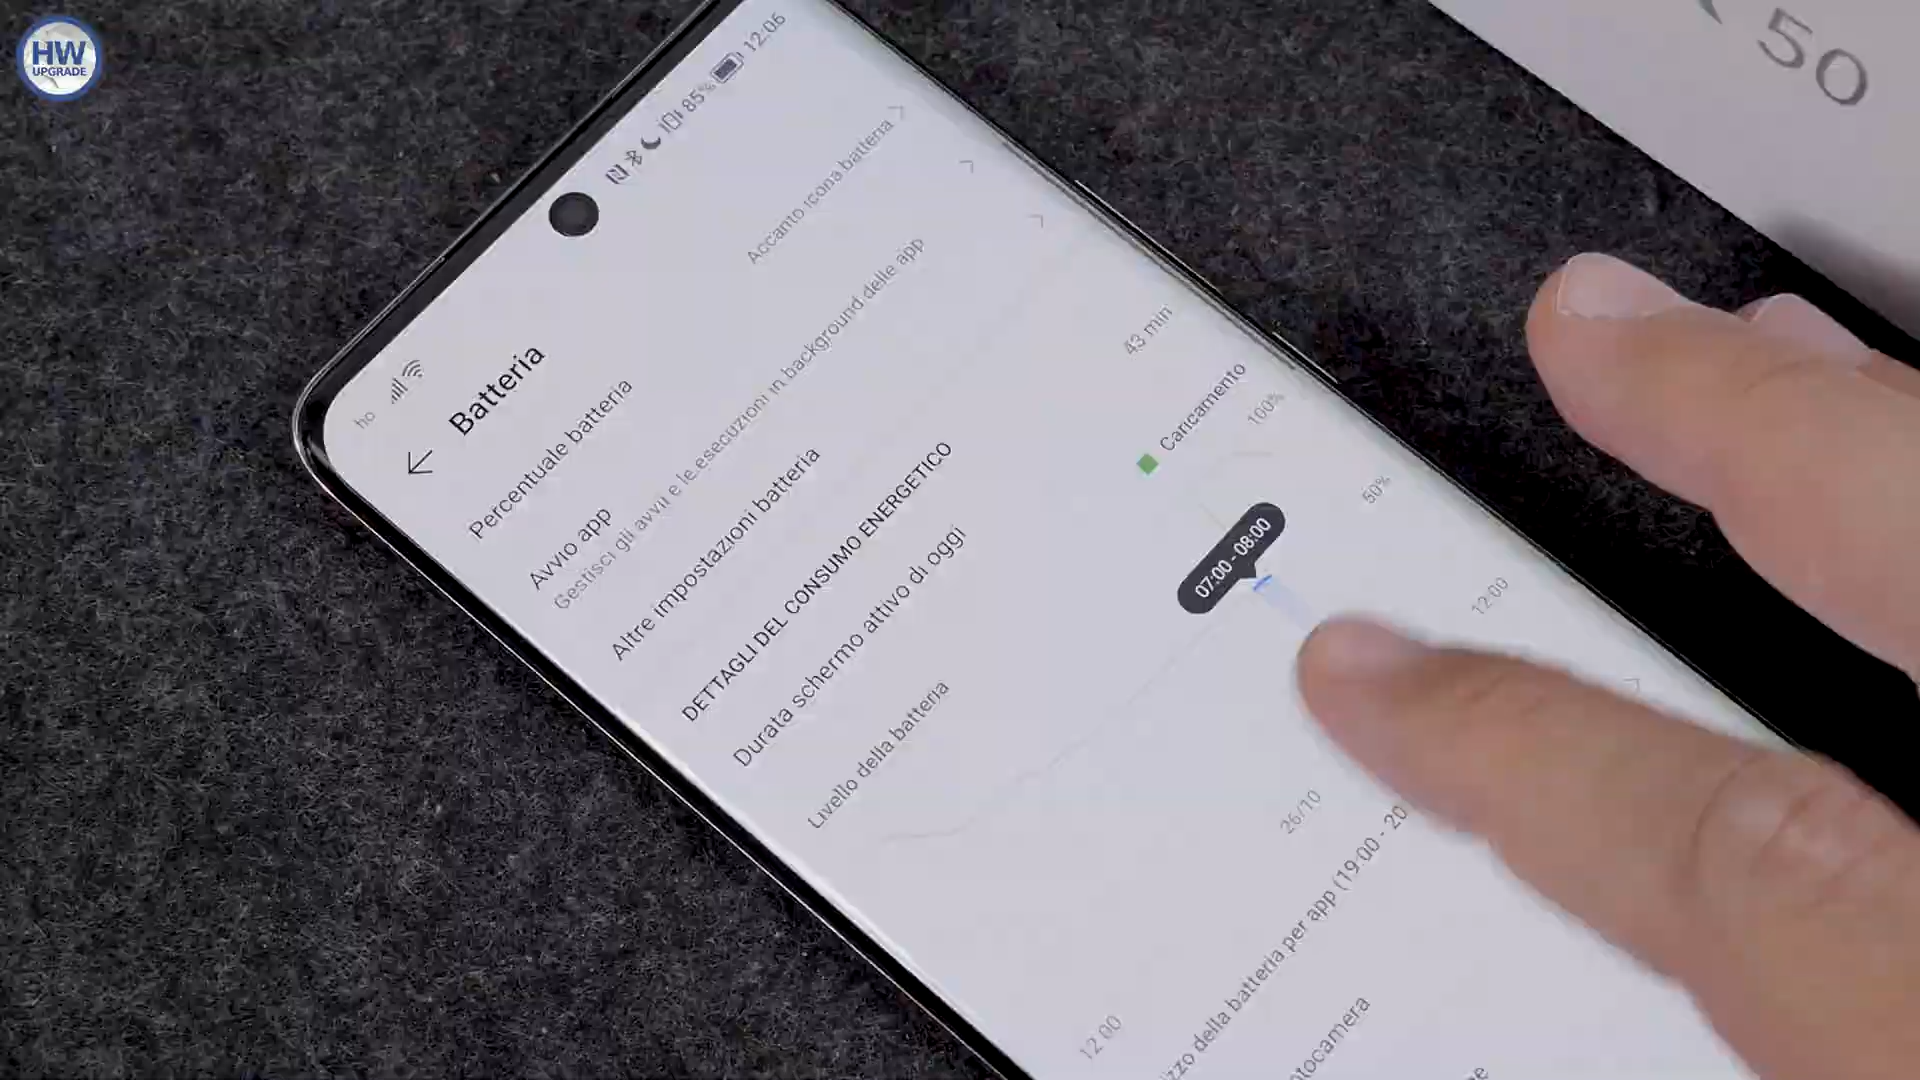 HW
UPGRADE
50
ho
85% 12:06
Batteria
Percentuale batteria
Accanto icona batteria
Avvio app
Gestisci gli avvii e le esecuzioni in background delle app
Altre impostazioni batteria
DETTAGLI DEL CONSUMO ENERGETICO
Durata schermo attivo di oggi
43 min
Livello della batteria
Caricamento
100%
07:00 - 08:00
50%
12:00
26/10
12:00
della batteria per app (19:00 - 20